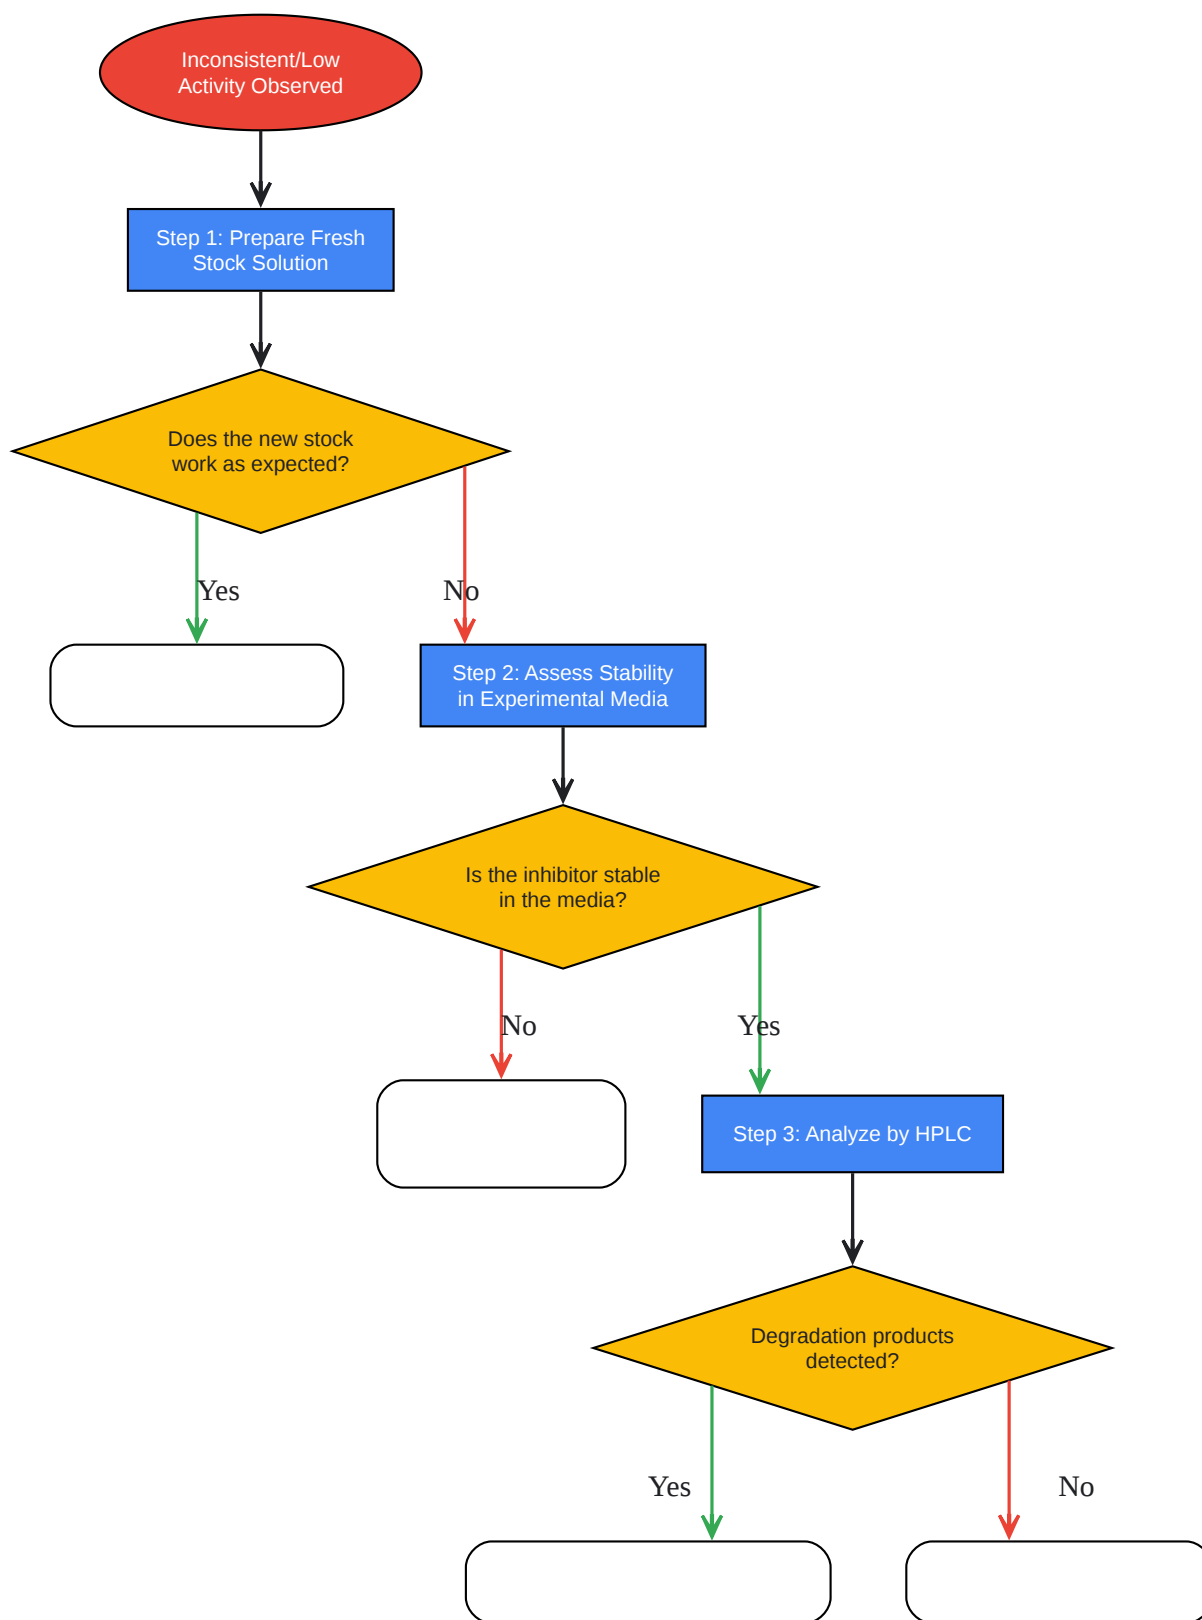 Inconsistent/Low
Activity Observed
Step 1: Prepare Fresh
Stock Solution
Does the new stock
work as expected?
Yes
No
Step 2: Assess Stability
in Experimental Media
Is the inhibitor stable
in the media?
No
Yes
Step 3: Analyze by HPLC
Degradation products
detected?
Yes
No